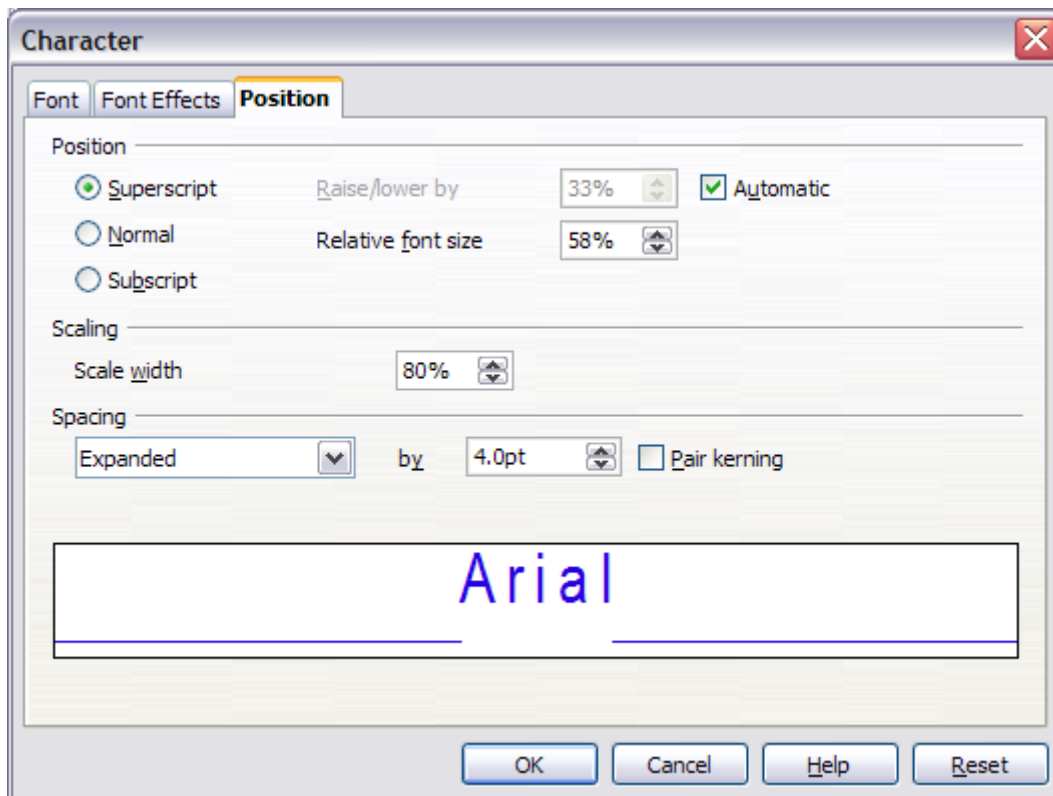 Character
Font Font Effects Position
Position
Superscript Raise/lower by 33% Automatic
Normal Relative font size 58%
Subscript
Scaling
Scale width 80%
Spacing
Expanded by 4.0pt Pair kerning
Arial
OK Cancel Help Reset